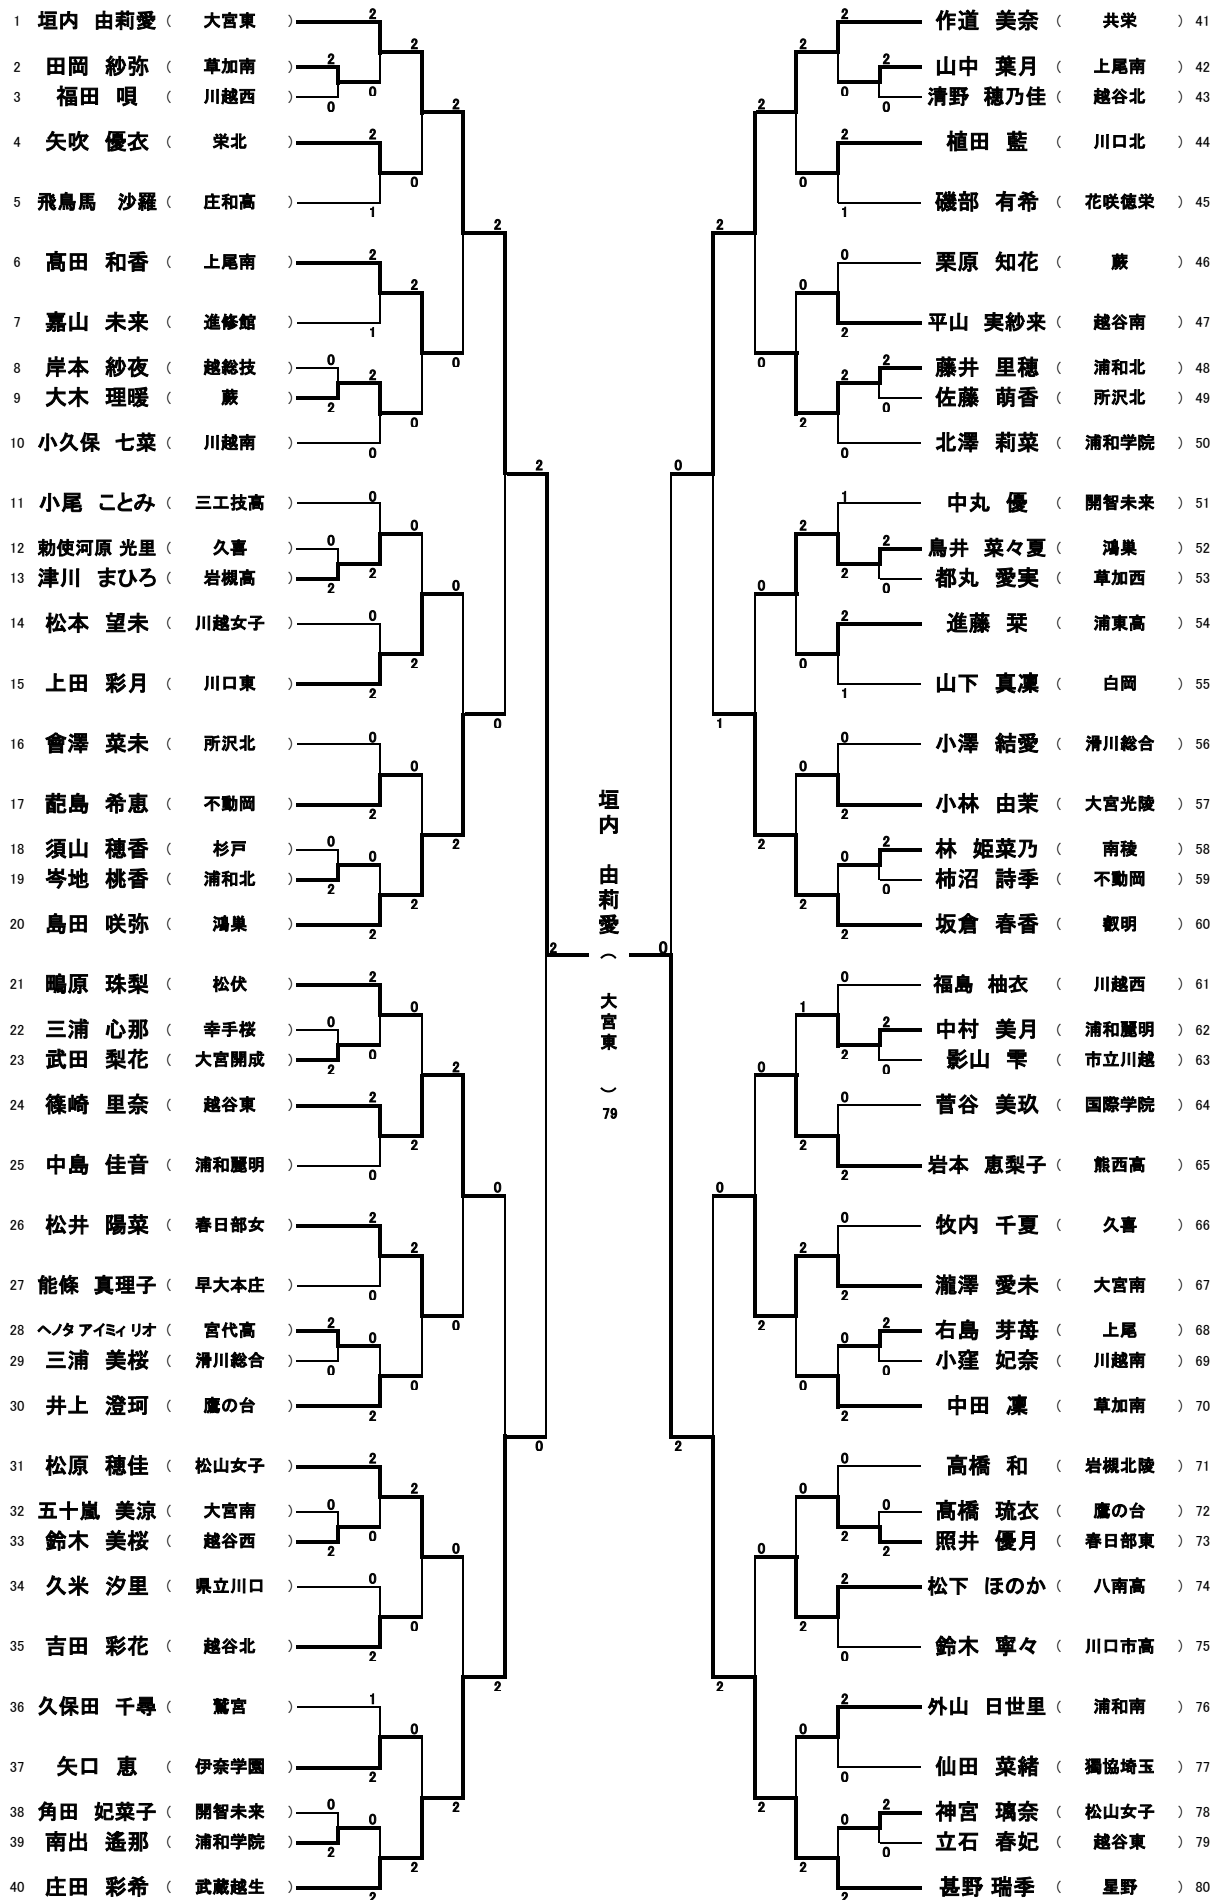 1 垣内 由莉愛 ( 大宮東 )
2 田岡 紗弥 ( 草加南 )
3 福田 唄 ( 川越西 )
4 矢吹 優衣 ( 栄北 )
5 飛鳥馬 沙羅 ( 庄和高 )
6 髙田 和香 ( 上尾南 )
7 嘉山 未来 ( 進修館 )
8 岸本 紗夜 ( 越総技 )
9 大木 理暖 ( 蕨 )
10 小久保 七菜 ( 川越南 )
11 小尾 ことみ ( 三工技高 )
12 勅使河原 光里 ( 久喜 )
13 津川 まひろ ( 岩槻高 )
14 松本 望未 ( 川越女子 )
15 上田 彩月 ( 川口東 )
16 會澤 菜未 ( 所沢北 )
17 蓜島 希恵 ( 不動岡 )
18 須山 穂香 ( 杉戸 )
19 岑地 桃香 ( 浦和北 )
20 島田 咲弥 ( 鴻巣 )
21 鴫原 珠梨 ( 松伏 )
22 三浦 心那 ( 幸手桜 )
23 武田 梨花 ( 大宮開成 )
24 篠崎 里奈 ( 越谷東 )
25 中島 佳音 ( 浦和麗明 )
26 松井 陽菜 ( 春日部女 )
27 能條 真理子 ( 早大本庄 )
28 ヘノタ アイミィ リオ ( 宮代高 )
29 三浦 美桜 ( 滑川総合 )
30 井上 澄珂 ( 鷹の台 )
31 松原 穂佳 ( 松山女子 )
32 五十嵐 美涼 ( 大宮南 )
33 鈴木 美桜 ( 越谷西 )
34 久米 汐里 ( 県立川口 )
35 吉田 彩花 ( 越谷北 )
36 久保田 千尋 ( 鷲宮 )
37 矢口 恵 ( 伊奈学園 )
38 角田 妃菜子 ( 開智未来 )
39 南出 遙那 ( 浦和学院 )
40 庄田 彩希 ( 武蔵越生 )
垣内 由莉愛 ( 大宮東 ) 79
作道 美奈 ( 共栄 ) 41
山中 葉月 ( 上尾南 ) 42
清野 穂乃佳 ( 越谷北 ) 43
植田 藍 ( 川口北 ) 44
磯部 有希 ( 花咲徳栄 ) 45
栗原 知花 ( 蕨 ) 46
平山 実紗来 ( 越谷南 ) 47
藤井 里穂 ( 浦和北 ) 48
佐藤 萌香 ( 所沢北 ) 49
北澤 莉菜 ( 浦和学院 ) 50
中丸 優 ( 開智未来 ) 51
鳥井 菜々夏 ( 鴻巣 ) 52
都丸 愛実 ( 草加西 ) 53
進藤 栞 ( 浦東高 ) 54
山下 真凜 ( 白岡 ) 55
小澤 結愛 ( 滑川総合 ) 56
小林 由茉 ( 大宮光陵 ) 57
林 姫菜乃 ( 南稜 ) 58
柿沼 詩季 ( 不動岡 ) 59
坂倉 春香 ( 叡明 ) 60
福島 柚衣 ( 川越西 ) 61
中村 美月 ( 浦和麗明 ) 62
影山 雫 ( 市立川越 ) 63
菅谷 美玖 ( 国際学院 ) 64
岩本 恵梨子 ( 熊西高 ) 65
牧内 千夏 ( 久喜 ) 66
瀧澤 愛未 ( 大宮南 ) 67
右島 芽苺 ( 上尾 ) 68
小窪 妃奈 ( 川越南 ) 69
中田 凜 ( 草加南 ) 70
高橋 和 ( 岩槻北陵 ) 71
髙橋 琉衣 ( 鷹の台 ) 72
照井 優月 ( 春日部東 ) 73
松下 ほのか ( 八南高 ) 74
鈴木 寧々 ( 川口市高 ) 75
外山 日世里 ( 浦和南 ) 76
仙田 菜緒 ( 獨協埼玉 ) 77
神宮 璃奈 ( 松山女子 ) 78
立石 春妃 ( 越谷東 ) 79
甚野 瑞季 ( 星野 ) 80